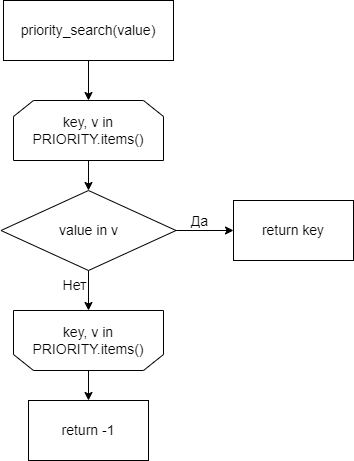 priority_search(value)
key, v in
PRIORITY.items()
value in v
Да
return key
Нет
key, v in
PRIORITY.items()
return -1